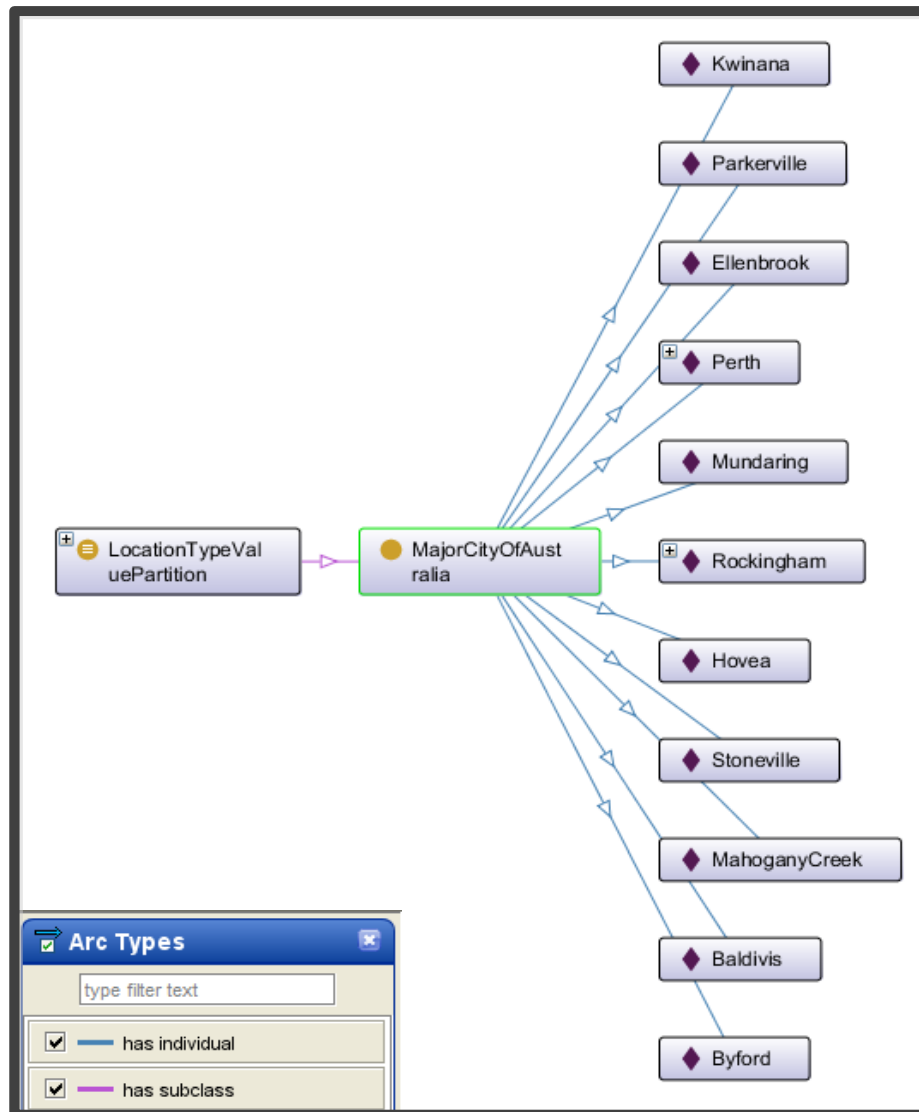 Kwinana
Parkerville
Ellenbrook
Perth
Mundaring
LocationTypeVal
uePartition
MajorCityOfAust
ralia
Rockingham
Hovea
Stoneville
MahoganyCreek
Baldivis
Byford
Arc Types
type filter text
has individual
has subclass